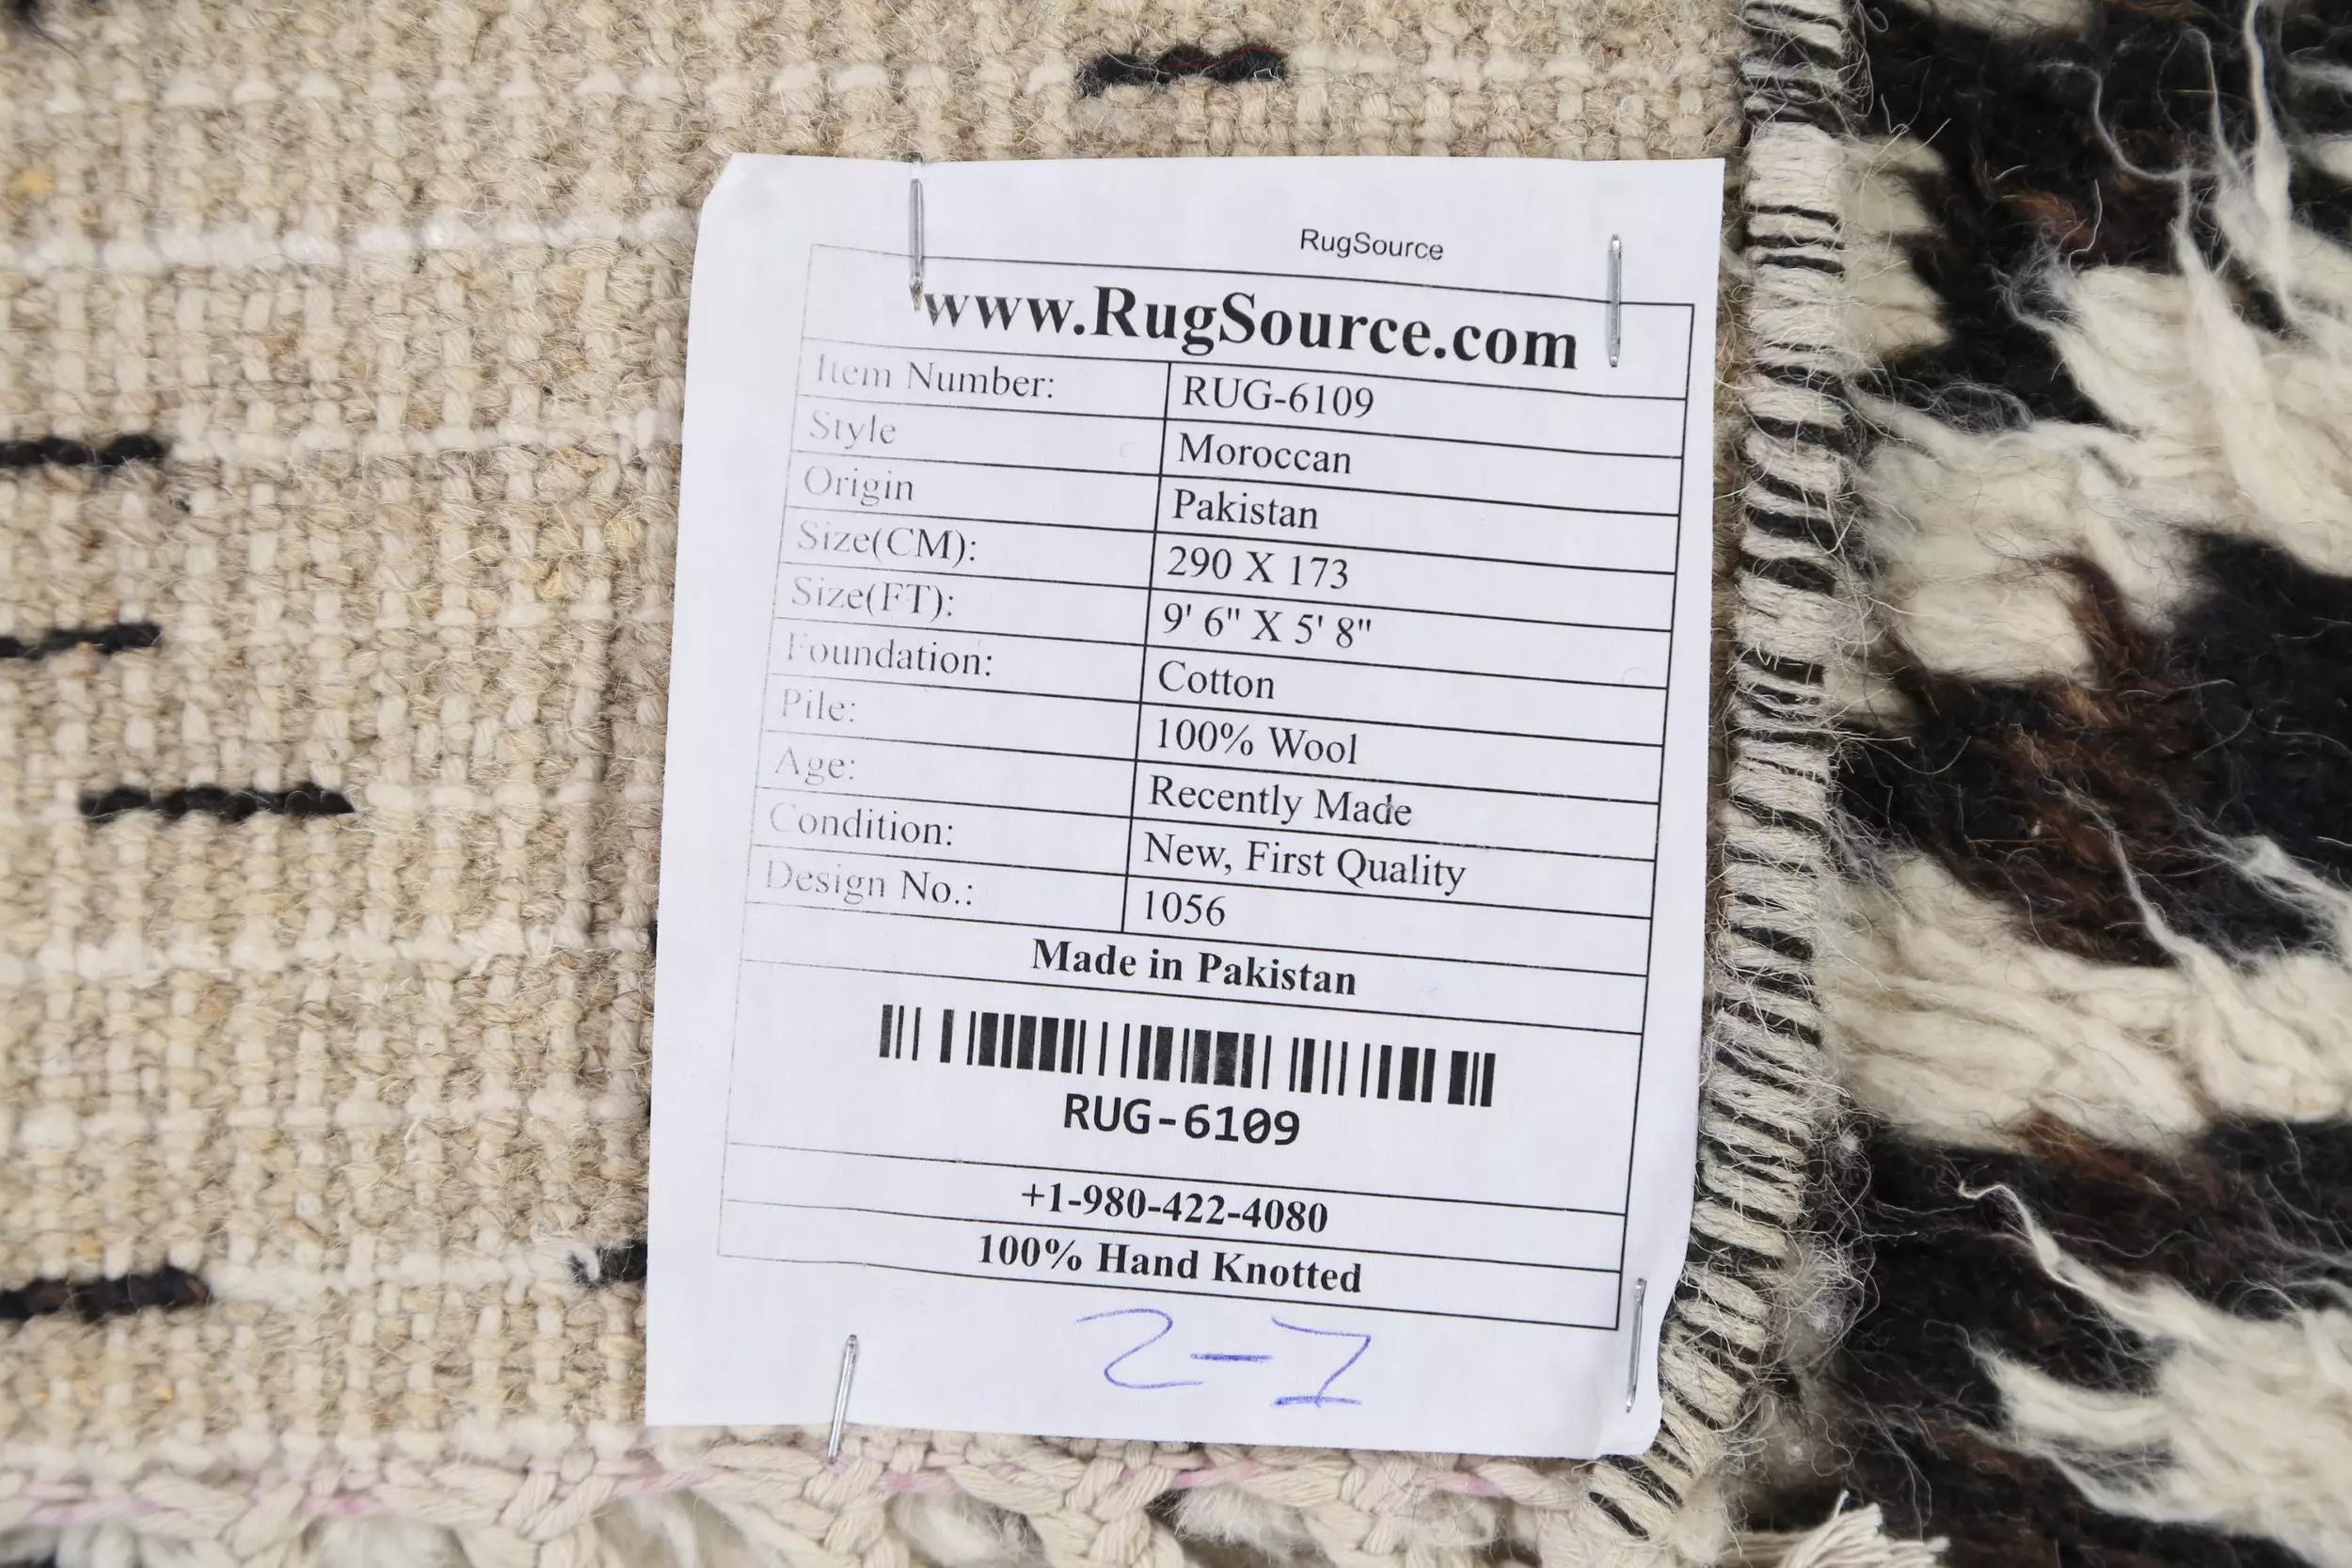 RugSource
www.RugSource.com
Item Number: RUG-6109
Style Moroccan
Origin Pakistan
Size(CM): 290 X 173
Size(FT): 9' 6" X 5' 8"
Foundation: Cotton
Pile: 100% Wool
Age: Recently Made
Condition: New, First Quality
Design No.: 1056
Made in Pakistan
RUG-6109
+1-980-422-4080
100% Hand Knotted